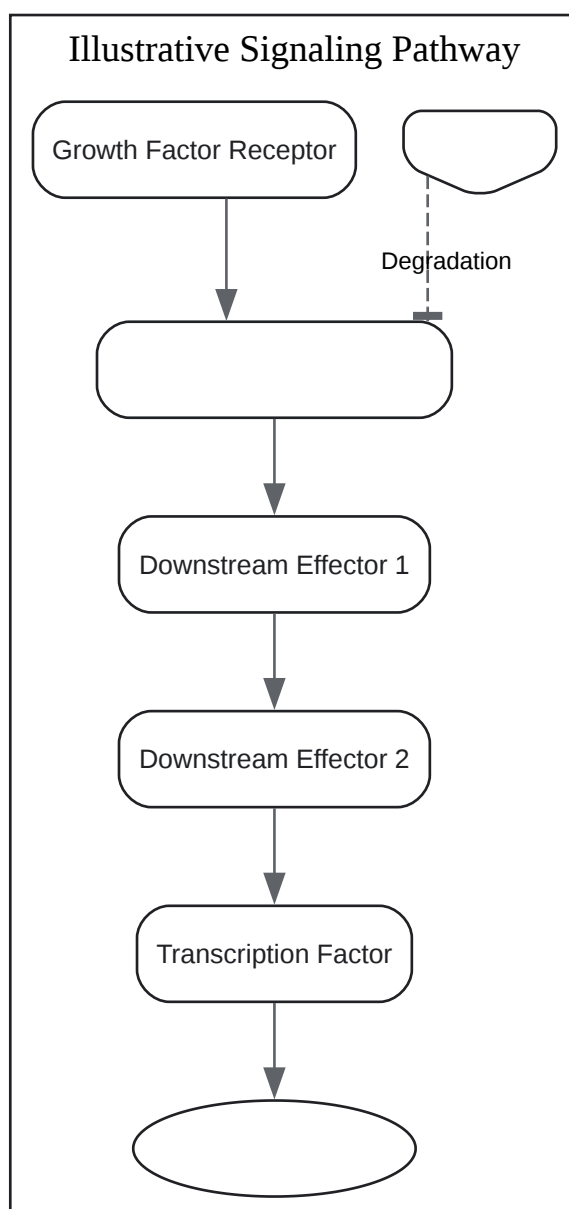 Illustrative Signaling Pathway
Growth Factor Receptor
Degradation
Downstream Effector 1
Downstream Effector 2
Transcription Factor